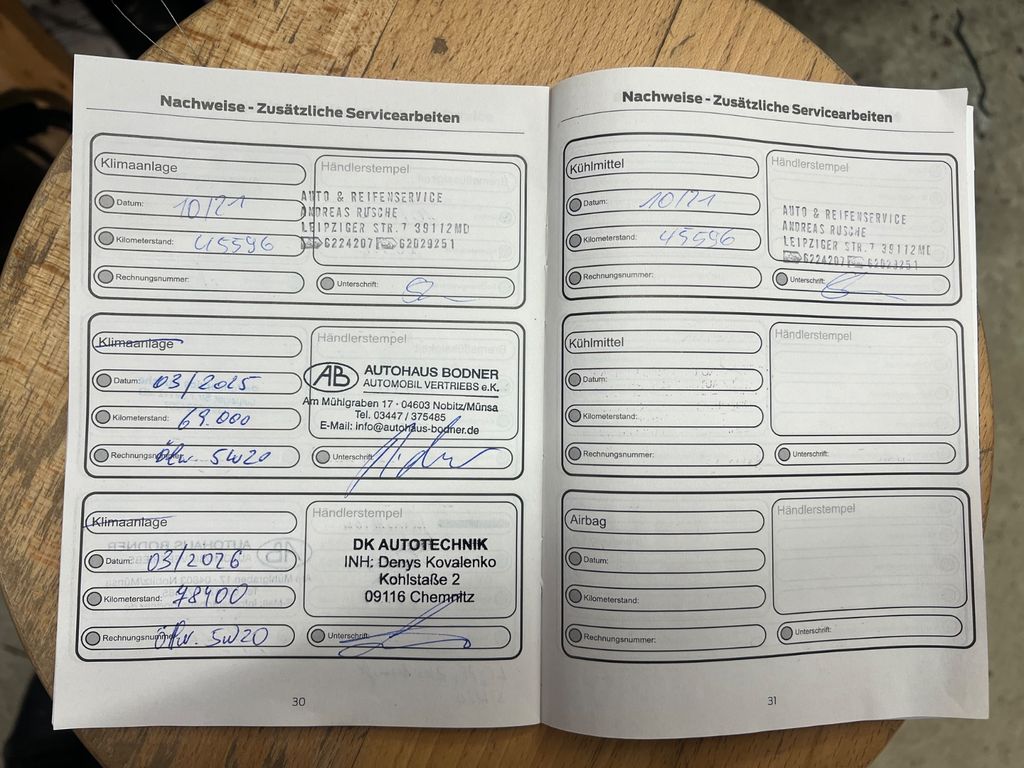 Nachweise - Zusätzliche Servicearbeiten
Klimaanlage
Händlerstempel
Datum: 10/21
Kilometerstand: 45596
Rechnungsnummer:
AUTO & REIFENSERVICE
ANDREAS RUSCHE
LEIPZIGER STR.7 39112MD
6224207 62029251
Unterschrift:
Klimaanlage
Händlerstempel
Datum: 03/2025
Kilometerstand: 69.000
Rechnungsnummer: Ölw. 5W20
AB AUTOHAUS BODNER
AUTOMOBIL VERTRIEBS e.K.
Am Mühlgraben 17 · 04603 Nobitz/Münsa
Tel. 03447 / 375485
E-Mail: info@autohaus-bodner.de
Unterschrift:
Klimaanlage
Händlerstempel
Datum: 03/2026
Kilometerstand: 78400
Rechnungsnummer: Ölw. 5W20
DK AUTOTECHNIK
INH: Denys Kovalenko
Kohlstaße 2
09116 Chemnitz
Unterschrift:
30
Nachweise - Zusätzliche Servicearbeiten
Kühlmittel
Händlerstempel
Datum: 10/21
Kilometerstand: 45596
Rechnungsnummer:
AUTO & REIFENSERVICE
ANDREAS RUSCHE
LEIPZIGER STR.7 39112MD
6224207 62029251
Unterschrift:
Kühlmittel
Händlerstempel
Datum:
Kilometerstand:
Rechnungsnummer:
Unterschrift:
Airbag
Händlerstempel
Datum:
Kilometerstand:
Rechnungsnummer:
Unterschrift:
31